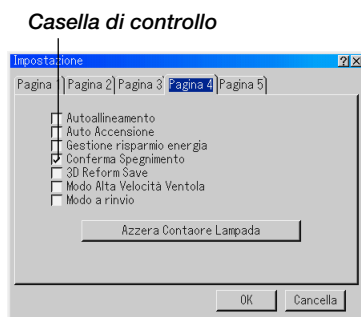 Casella di controllo
Impostazione
Pagina 1 Pagina 2 Pagina 3 Pagina 4 Pagina 5
Autoallineamento
Auto Accensione
Gestione risparmio energia
Conferma Spegnimento
3D Reform Save
Modo Alta Velocità Ventola
Modo a rinvio
Azzera Contaore Lampada
OK Cancella